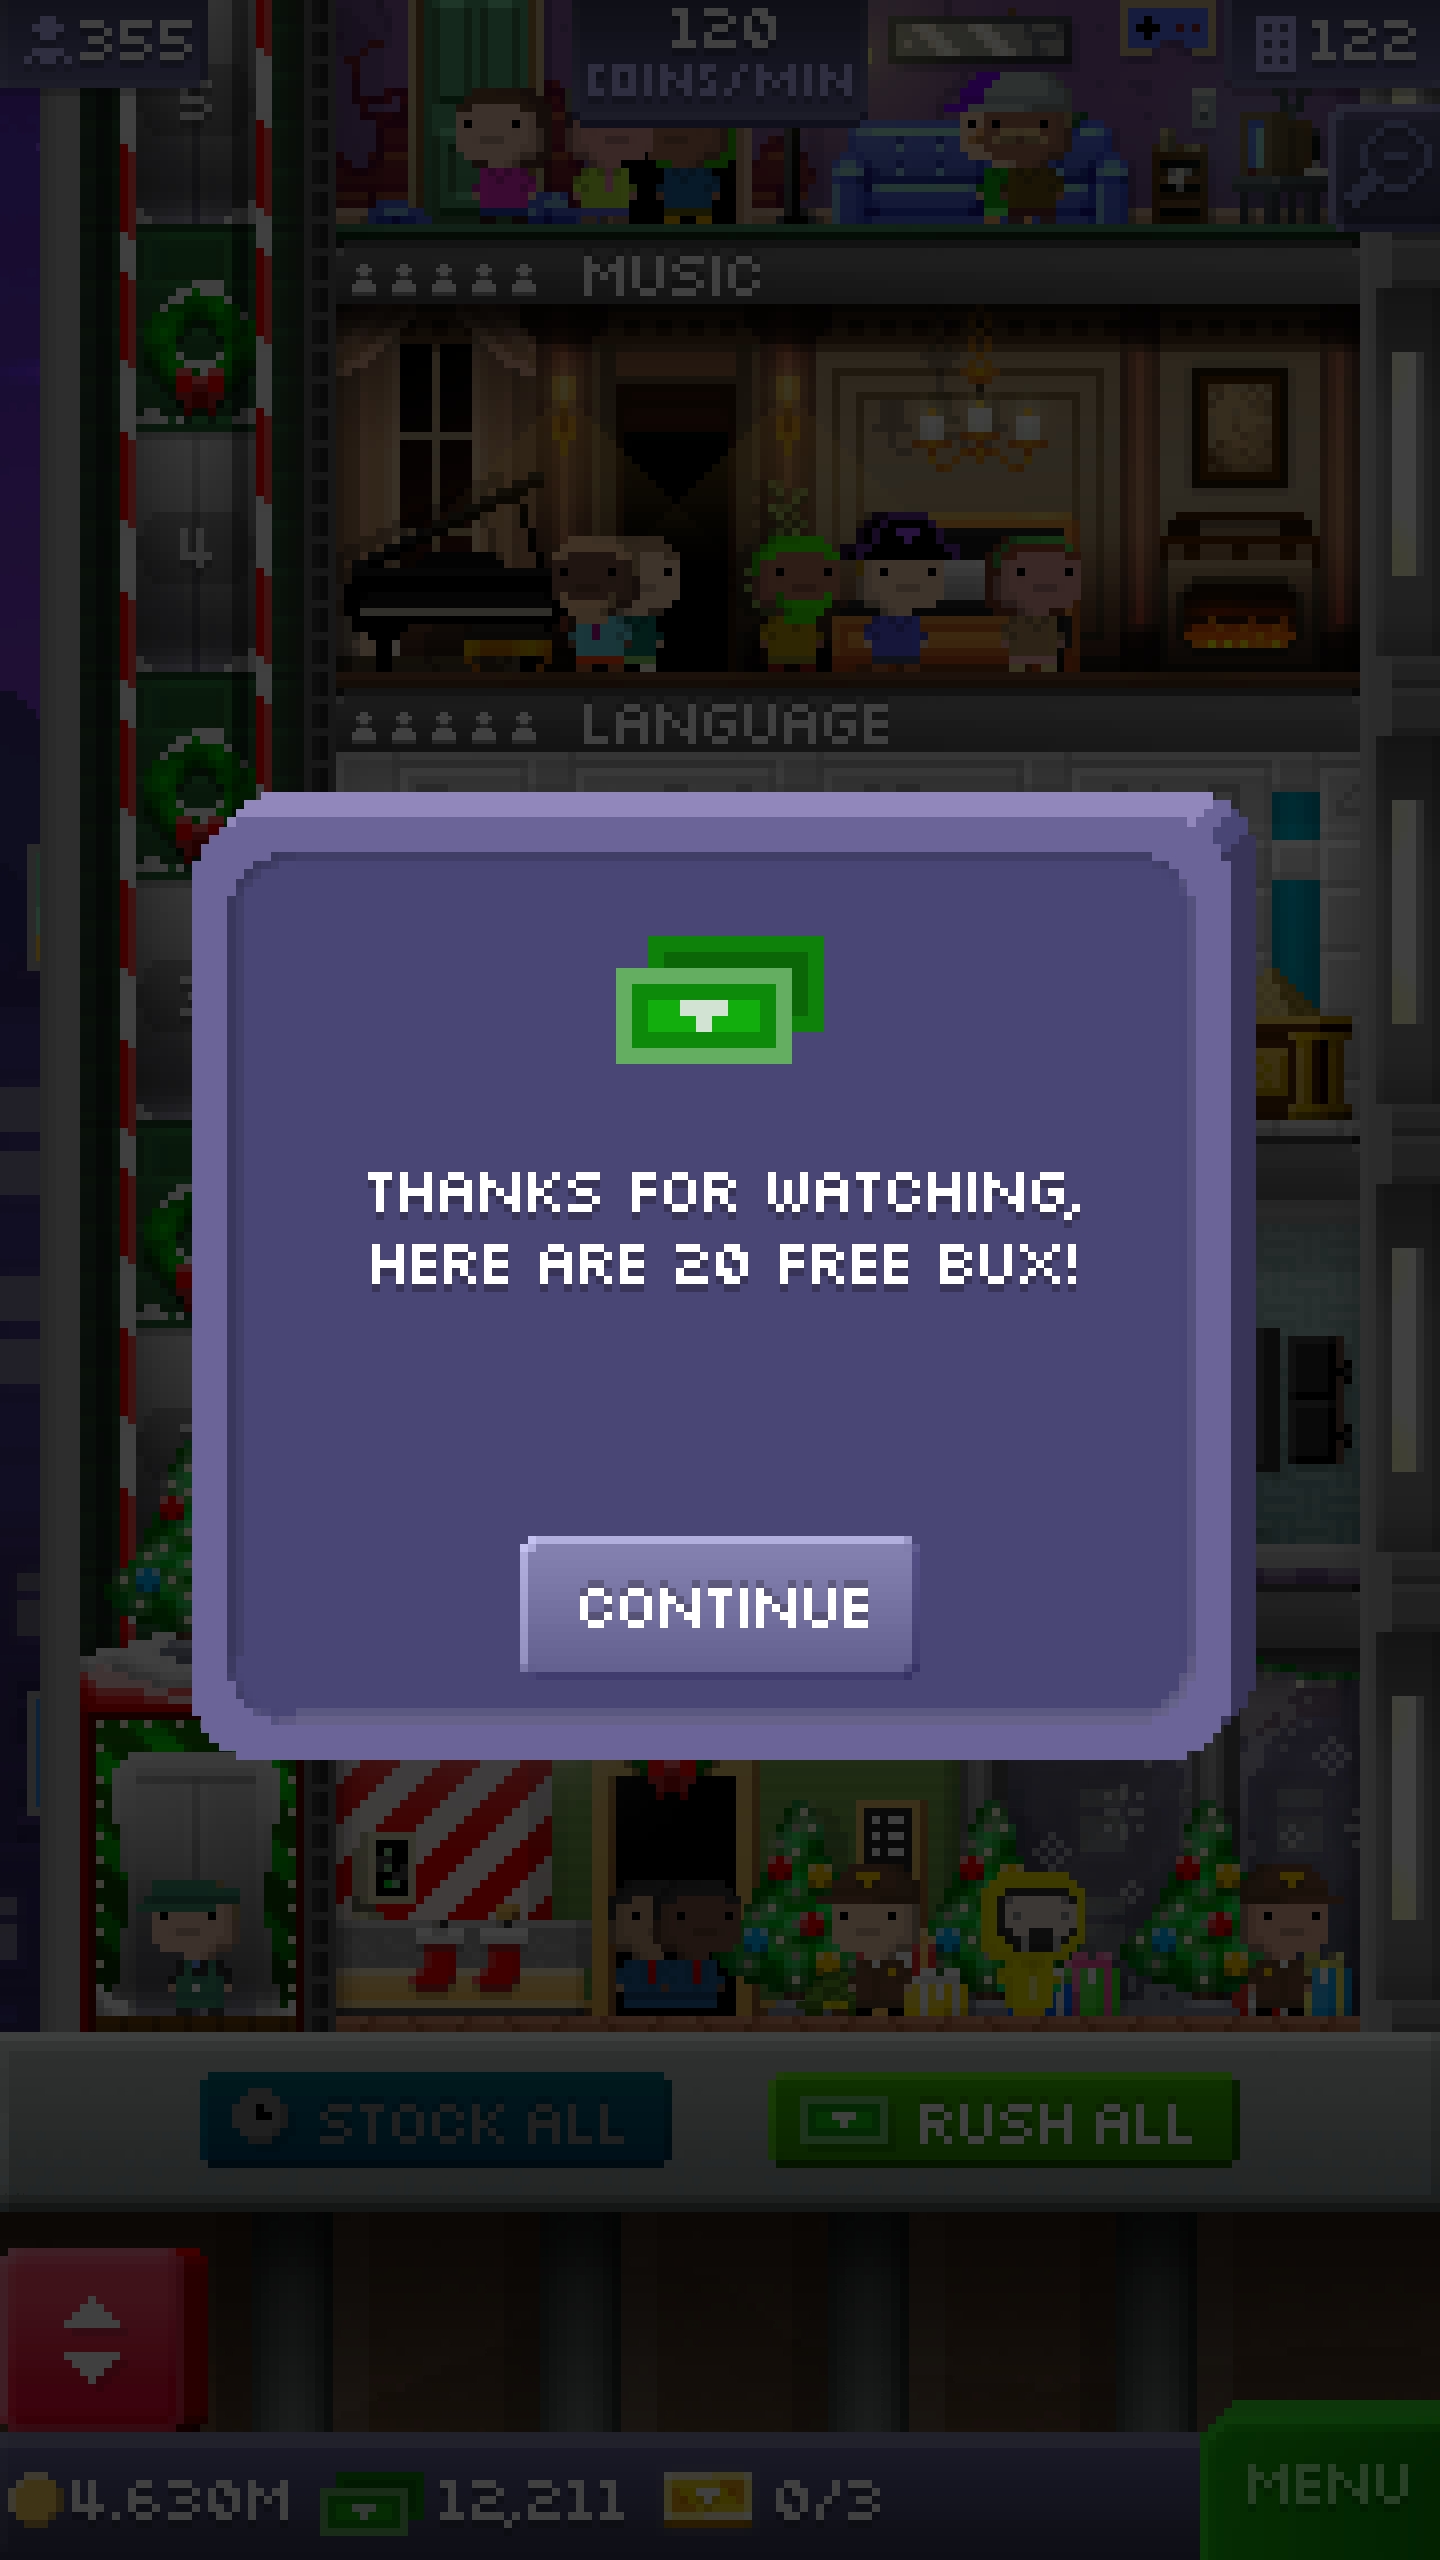 355
120
COINS/MIN
122
5
MUSIC
4
LANGUAGE
THANKS FOR WATCHING,
HERE ARE 20 FREE BUX!
CONTINUE
STOCK ALL
RUSH ALL
4.630M
12,211
0/3
MENU